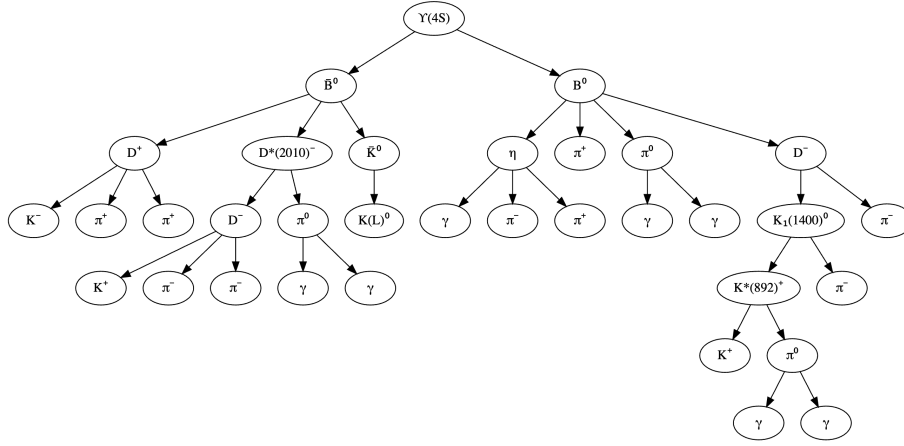 ϒ(4S)
B̄⁰ B⁰
D⁺ D*(2010)⁻ K̄⁰ η π⁺ π⁰ D⁻
K⁻ π⁺ π⁺ D⁻ π⁰ K(L)⁰ γ π⁻ π⁺ γ γ K₁(1400)⁰ π⁻
K⁺ π⁻ π⁻ γ γ K*(892)⁺ π⁻
K⁺ π⁰
γ γ